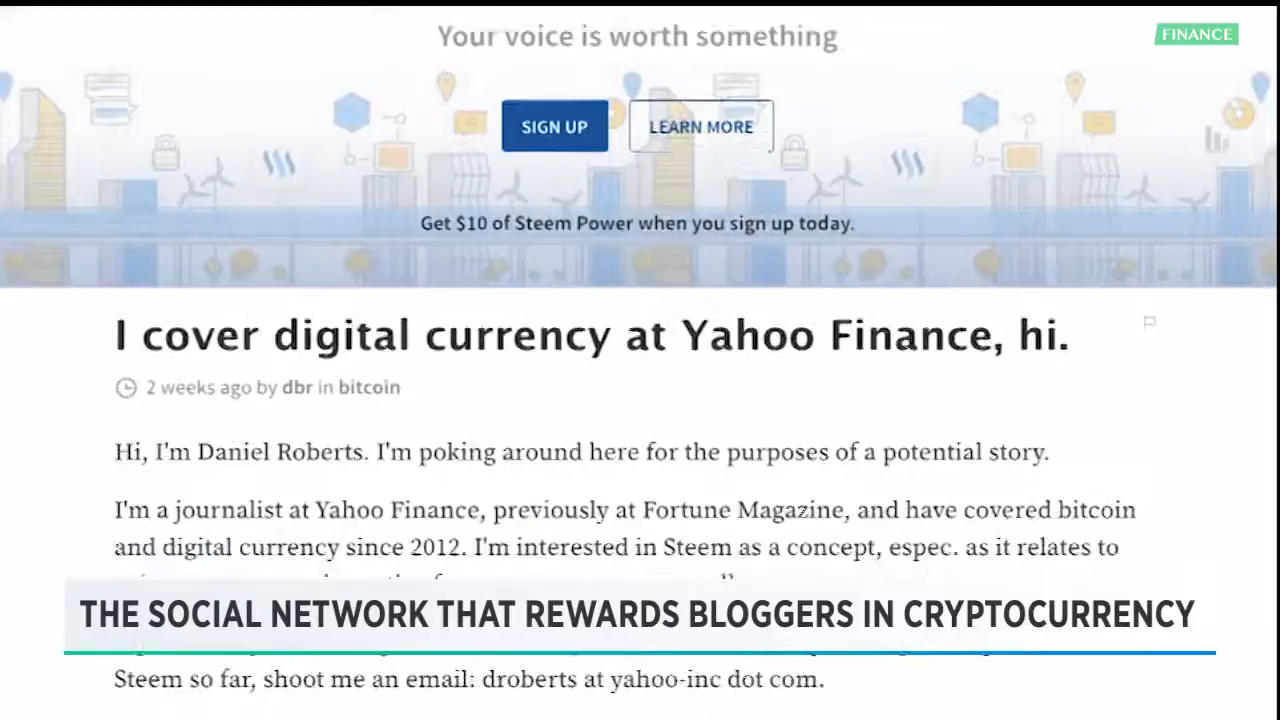 Your voice is worth something
FINANCE
SIGN UP
LEARN MORE
Get $10 of Steem Power when you sign up today.
I cover digital currency at Yahoo Finance, hi.
2 weeks ago by dbr in bitcoin
Hi, I'm Daniel Roberts. I'm poking around here for the purposes of a potential story.
I'm a journalist at Yahoo Finance, previously at Fortune Magazine, and have covered bitcoin
and digital currency since 2012. I'm interested in Steem as a concept, espec. as it relates to
THE SOCIAL NETWORK THAT REWARDS BLOGGERS IN CRYPTOCURRENCY
Steem so far, shoot me an email: droberts at yahoo-inc dot com.